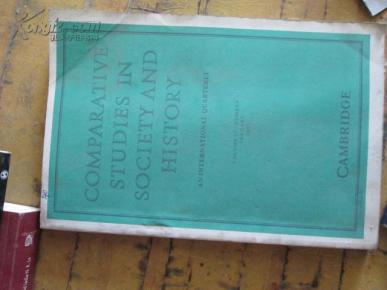 COMPARATIVE
STUDIES IN
SOCIETY AND
HISTORY
AN INTERNATIONAL QUARTERLY
CAMBRIDGE